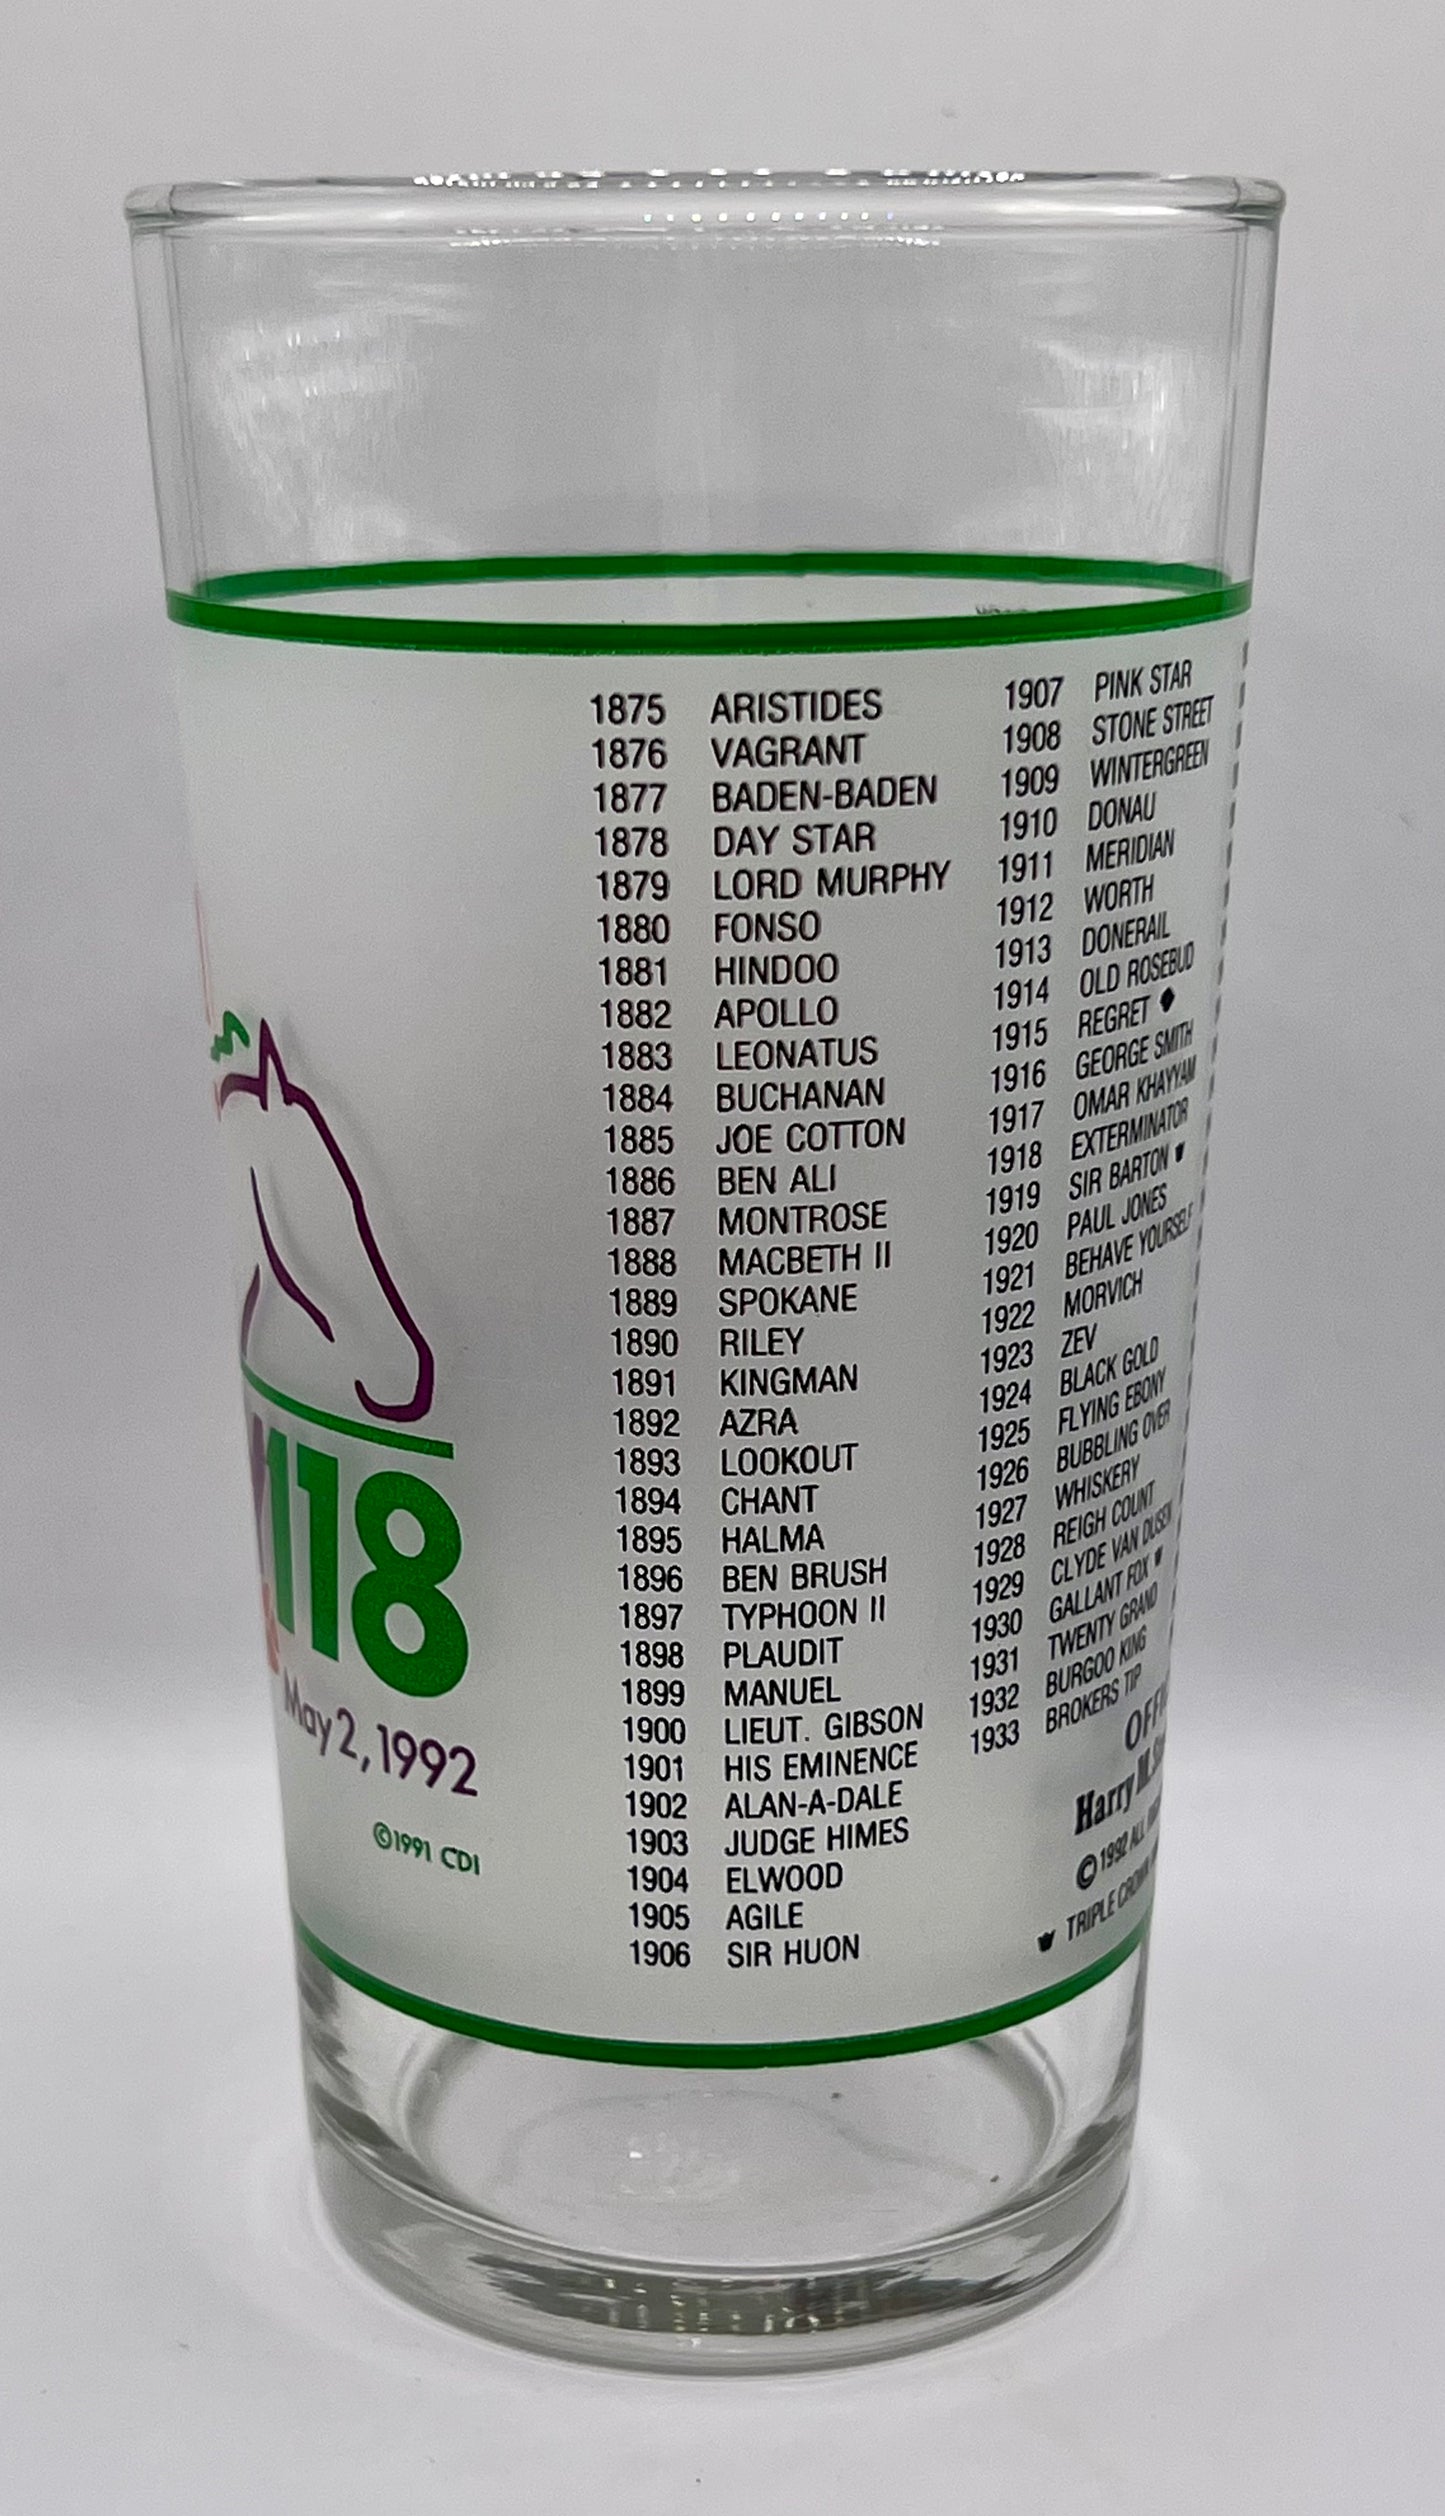 118
May 2, 1992
©1991 CDI
1875 ARISTIDES
1876 VAGRANT
1877 BADEN-BADEN
1878 DAY STAR
1879 LORD MURPHY
1880 FONSO
1881 HINDOO
1882 APOLLO
1883 LEONATUS
1884 BUCHANAN
1885 JOE COTTON
1886 BEN ALI
1887 MONTROSE
1888 MACBETH II
1889 SPOKANE
1890 RILEY
1891 KINGMAN
1892 AZRA
1893 LOOKOUT
1894 CHANT
1895 HALMA
1896 BEN BRUSH
1897 TYPHOON II
1898 PLAUDIT
1899 MANUEL
1900 LIEUT. GIBSON
1901 HIS EMINENCE
1902 ALAN-A-DALE
1903 JUDGE HIMES
1904 ELWOOD
1905 AGILE
1906 SIR HUON
1907 PINK STAR
1908 STONE STREET
1909 WINTERGREEN
1910 DONAU
1911 MERIDIAN
1912 WORTH
1913 DONERAIL
1914 OLD ROSEBUD
1915 REGRET
1916 GEORGE SMITH
1917 OMAR KHAYYAM
1918 EXTERMINATOR
1919 SIR BARTON
1920 PAUL JONES
1921 BEHAVE YOURSELF
1922 MORVICH
1923 ZEV
1924 BLACK GOLD
1925 FLYING EBONY
1926 BUBBLING OVER
1927 WHISKERY
1928 REIGH COUNT
1929 CLYDE VAN DUSEN
1930 GALLANT FOX
1931 TWENTY GRAND
1932 BURGOO KING
1933 BROKERS TIP
Harry M.
©1992 ALL
TRIPLE CROWN